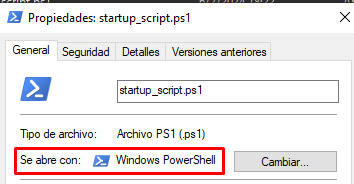 Propiedades: startup_script.ps1
General
Seguridad
Detalles
Versiones anteriores
startup_script.ps1
Tipo de archivo: Archivo PS1 (.ps1)
Se abre con: Windows PowerShell
Cambiar...